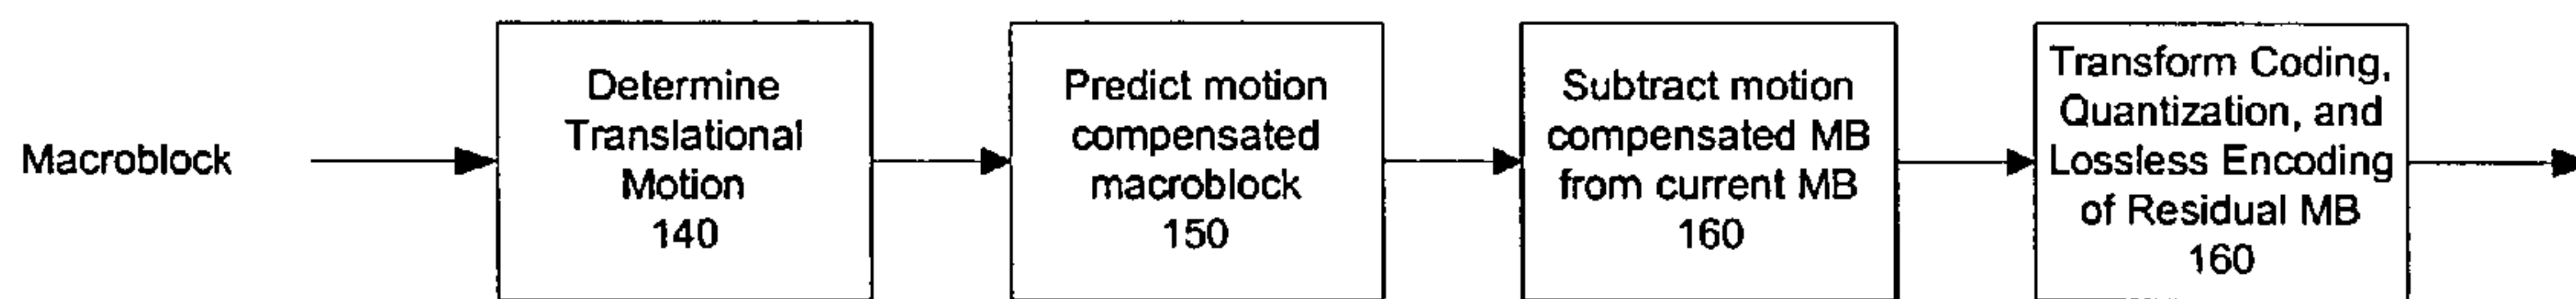 Macroblock
Determine
Translational
Motion
140
Predict motion
compensated
macroblock
150
Subtract motion
compensated MB
from current MB
160
Transform Coding,
Quantization, and
Lossless Encoding
of Residual MB
160